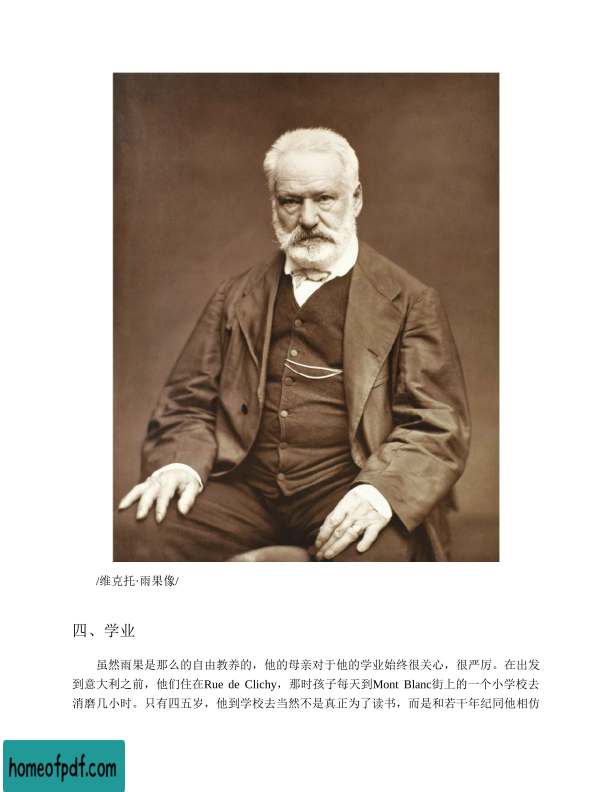 /维克托·雨果像/
四、学业
虽然雨果是那么的自由教养的，他的母亲对于他的学业始终很关心，很严厉。在出发
到意大利之前，他们住在Rue de Clichy，那时孩子每天到Mont Blanc街上的一个小学校去
消磨几小时。只有四五岁，他到学校去当然不是真正为了读书，而是和若干年纪同他相仿
homeofpdf.com